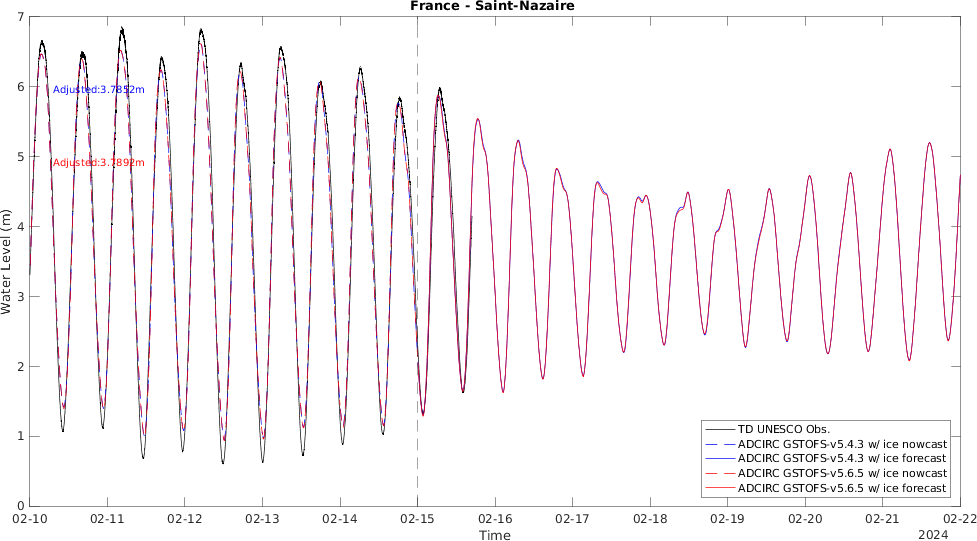 France - Saint-Nazaire
7
6
5
4
3
2
1
0
Water Level (m)
Adjusted:3.7852m
Adjusted:3.7892m
TD UNESCO Obs.
ADCIRC GSTOFS-v5.4.3 w/ ice nowcast
ADCIRC GSTOFS-v5.4.3 w/ ice forecast
ADCIRC GSTOFS-v5.6.5 w/ ice nowcast
ADCIRC GSTOFS-v5.6.5 w/ ice forecast
02-10 02-11 02-12 02-13 02-14 02-15 02-16 02-17 02-18 02-19 02-20 02-21 02-22
Time
2024